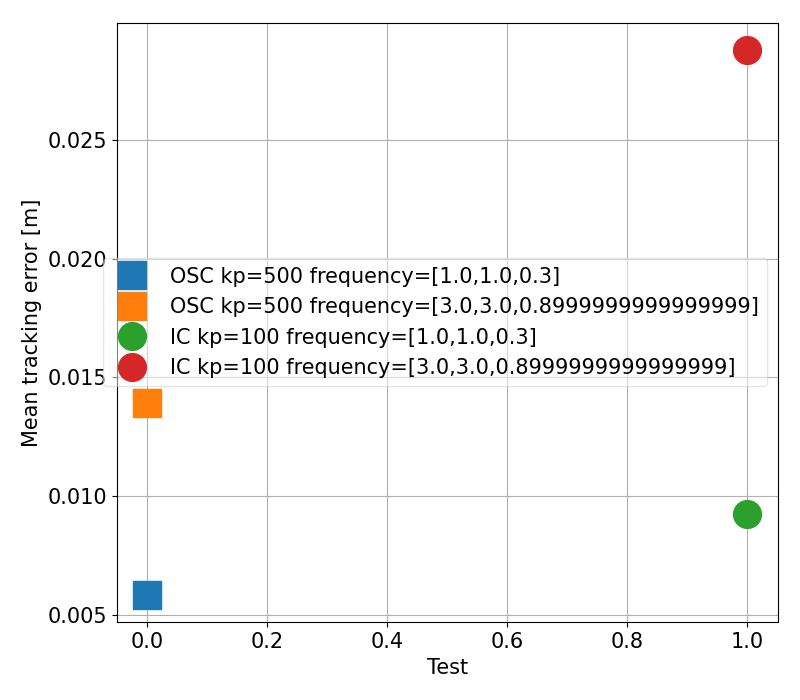 0.025
0.020
0.015
0.010
0.005
Mean tracking error [m]
OSC kp=500 frequency=[1.0,1.0,0.3]
OSC kp=500 frequency=[3.0,3.0,0.8999999999999999]
IC kp=100 frequency=[1.0,1.0,0.3]
IC kp=100 frequency=[3.0,3.0,0.8999999999999999]
0.0 0.2 0.4 0.6 0.8 1.0
Test